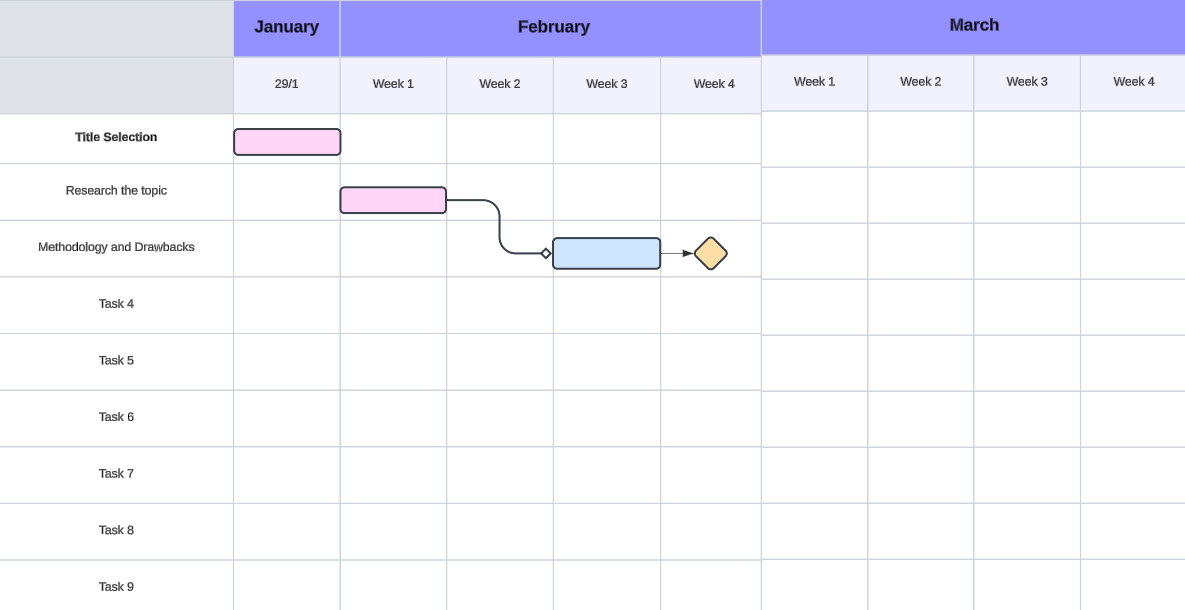 January
February
March
29/1
Week 1
Week 2
Week 3
Week 4
Week 1
Week 2
Week 3
Week 4
Title Selection
Research the topic
Methodology and Drawbacks
Task 4
Task 5
Task 6
Task 7
Task 8
Task 9